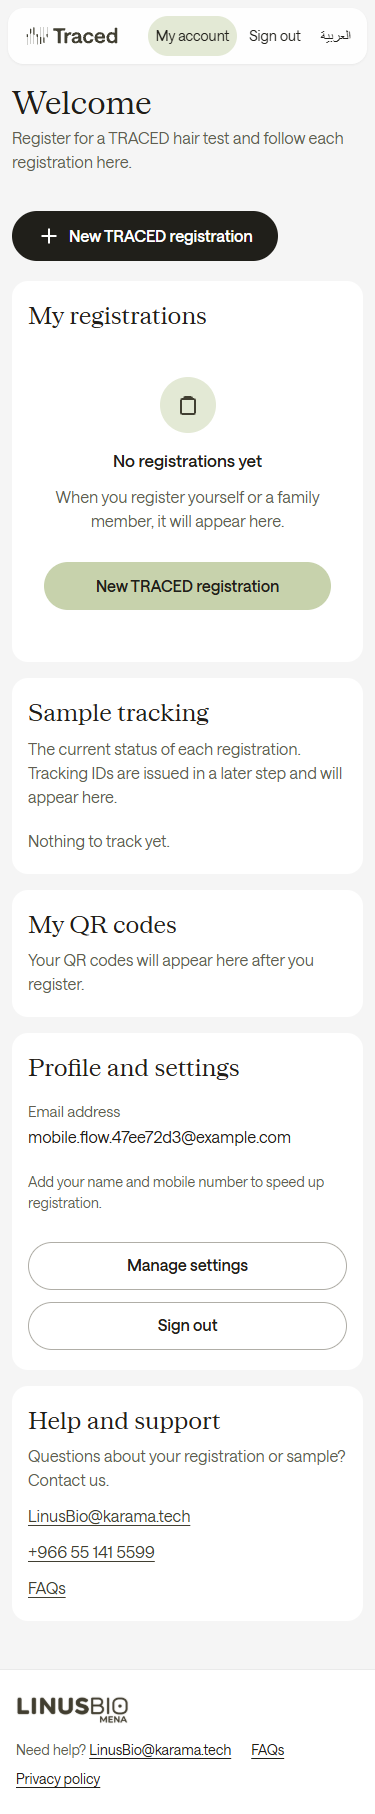 Traced
My account
Sign out
العربية
Welcome
Register for a TRACED hair test and follow each
registration here.
New TRACED registration
My registrations
No registrations yet
When you register yourself or a family
member, it will appear here.
New TRACED registration
Sample tracking
The current status of each registration.
Tracking IDs are issued in a later step and will
appear here.
Nothing to track yet.
My QR codes
Your QR codes will appear here after you
register.
Profile and settings
Email address
mobile.flow.47ee72d3@example.com
Add your name and mobile number to speed up
registration.
Manage settings
Sign out
Help and support
Questions about your registration or sample?
Contact us.
LinusBio@karama.tech
+966 55 141 5599
FAQs
LINUSBIO
MENA
Need help? LinusBio@karama.tech FAQs
Privacy policy